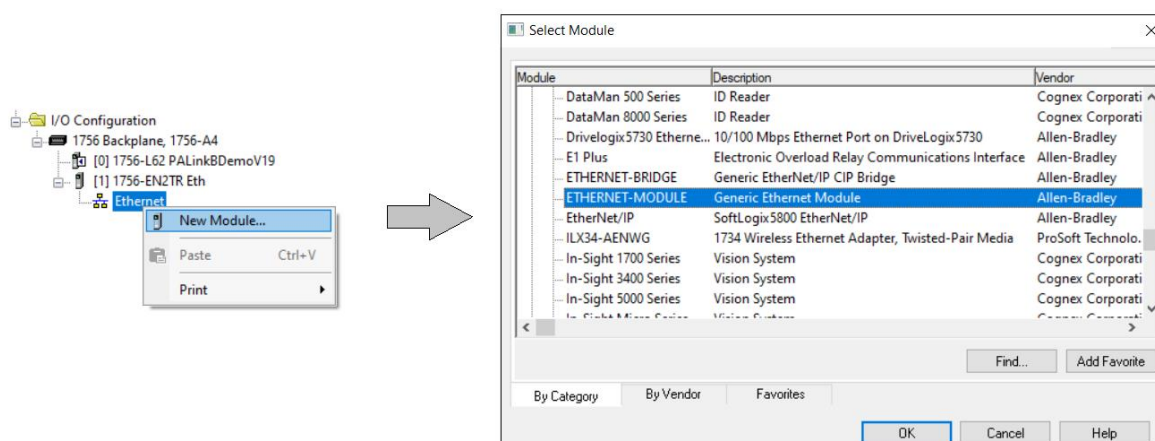 I/O Configuration
1756 Backplane, 1756-A4
[0] 1756-L62 PALinkBDemoV19
[1] 1756-EN2TR Eth
Ethernet
New Module...
Paste Ctrl+V
Print
Select Module
Module Description Vendor
DataMan 500 Series ID Reader Cognex Corporati
DataMan 8000 Series ID Reader Cognex Corporati
Drivelogix5730 Etherne... 10/100 Mbps Ethernet Port on DriveLogix5730 Allen-Bradley
E1 Plus Electronic Overload Relay Communications Interface Allen-Bradley
ETHERNET-BRIDGE Generic EtherNet/IP CIP Bridge Allen-Bradley
ETHERNET-MODULE Generic Ethernet Module Allen-Bradley
EtherNet/IP SoftLogix5800 EtherNet/IP Allen-Bradley
ILX34-AENWG 1734 Wireless Ethernet Adapter, Twisted-Pair Media ProSoft Technolo.
In-Sight 1700 Series Vision System Cognex Corporati
In-Sight 3400 Series Vision System Cognex Corporati
In-Sight 5000 Series Vision System Cognex Corporati
Find... Add Favorite
By Category By Vendor Favorites
OK Cancel Help